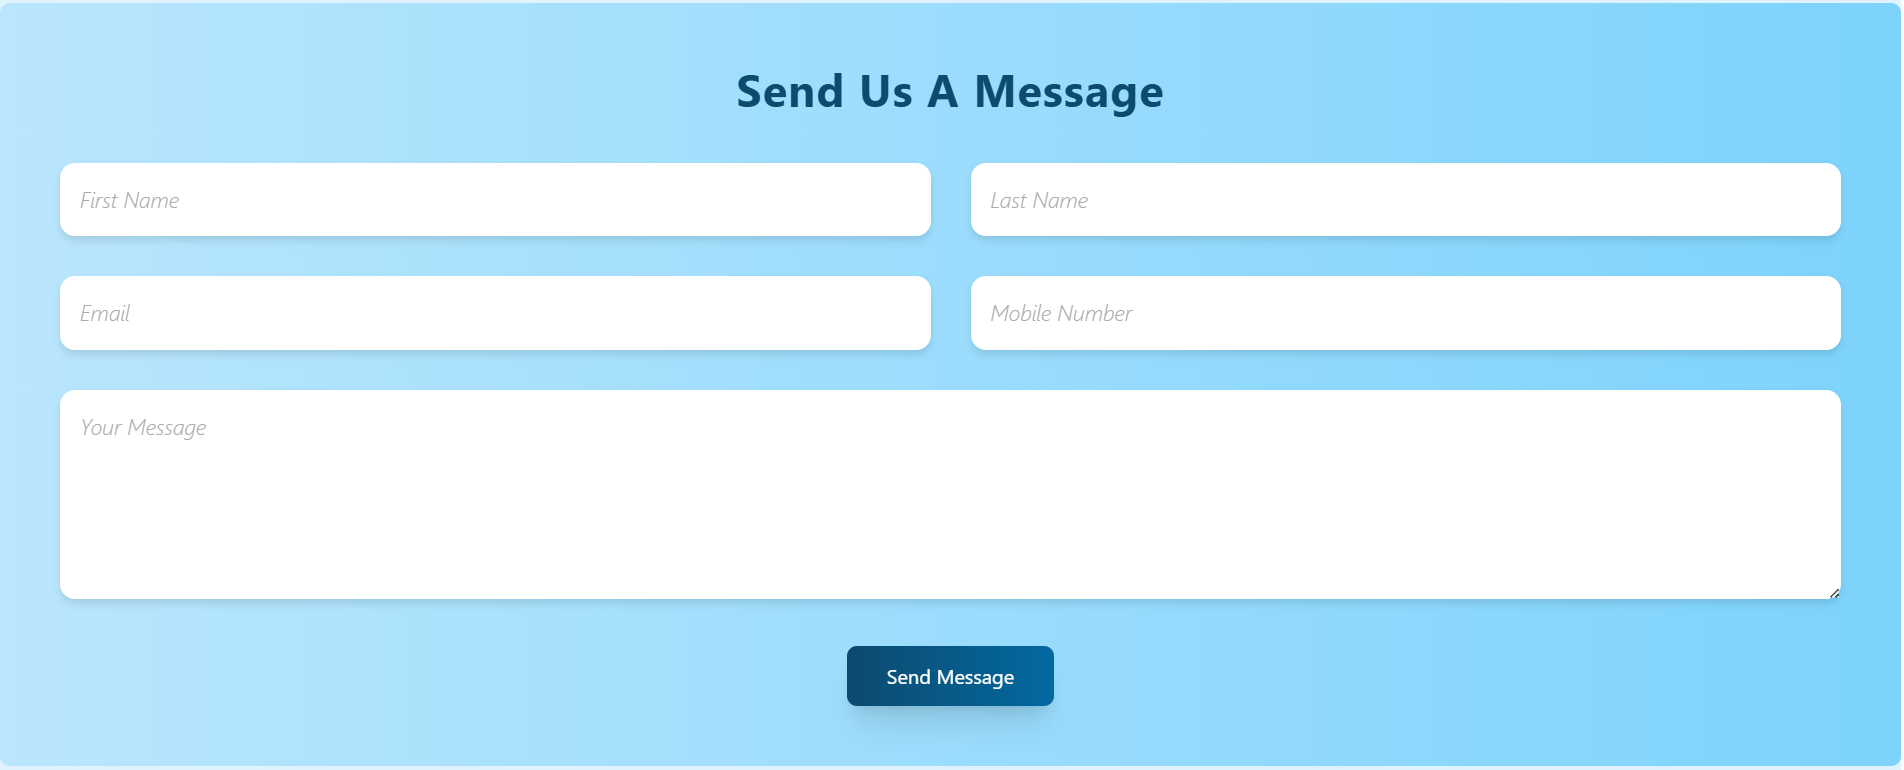 Send Us A Message
First Name
Last Name
Email
Mobile Number
Your Message
Send Message